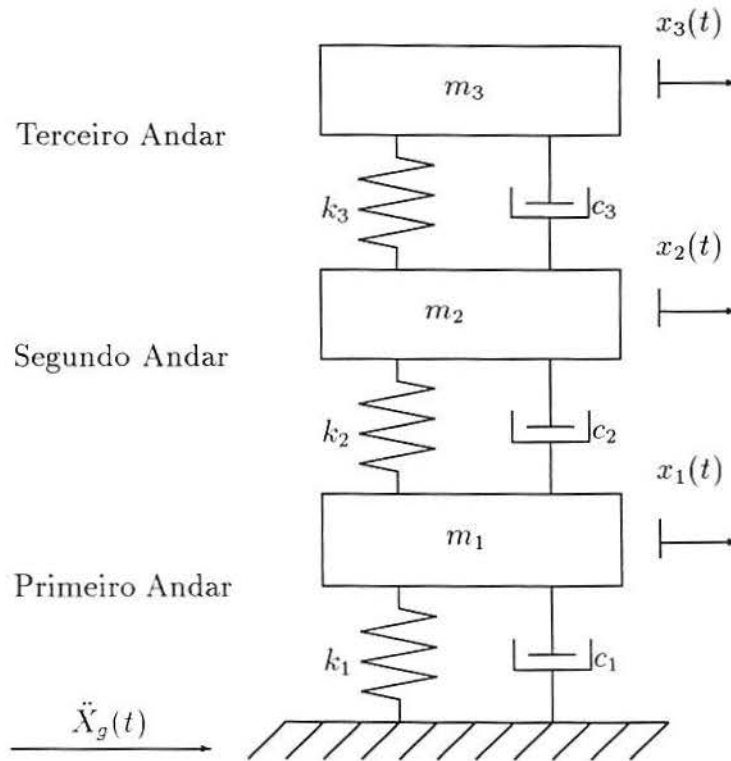 x₃(t)
m₃
Terceiro Andar
k₃
c₃
x₂(t)
m₂
Segundo Andar
k₂
c₂
x₁(t)
m₁
Primeiro Andar
k₁
c₁
Ẍg(t)